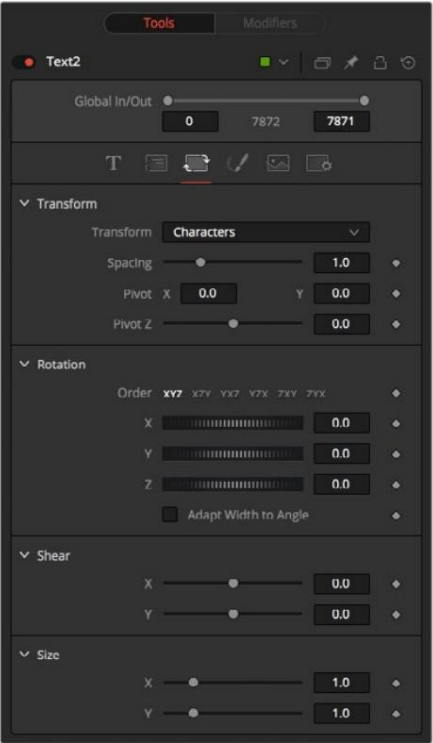 Tools Modifiers
Text2
Global In/Out
0 7872 7871
T
Transform
Transform Characters
Spacing 1.0
Pivot X 0.0 Y 0.0
Pivot Z 0.0
Rotation
Order XYZ XZY YXZ YZX ZXY ZYX
X 0.0
Y 0.0
Z 0.0
Adapt Width to Angle
Shear
X 0.0
Y 0.0
Size
X 1.0
Y 1.0